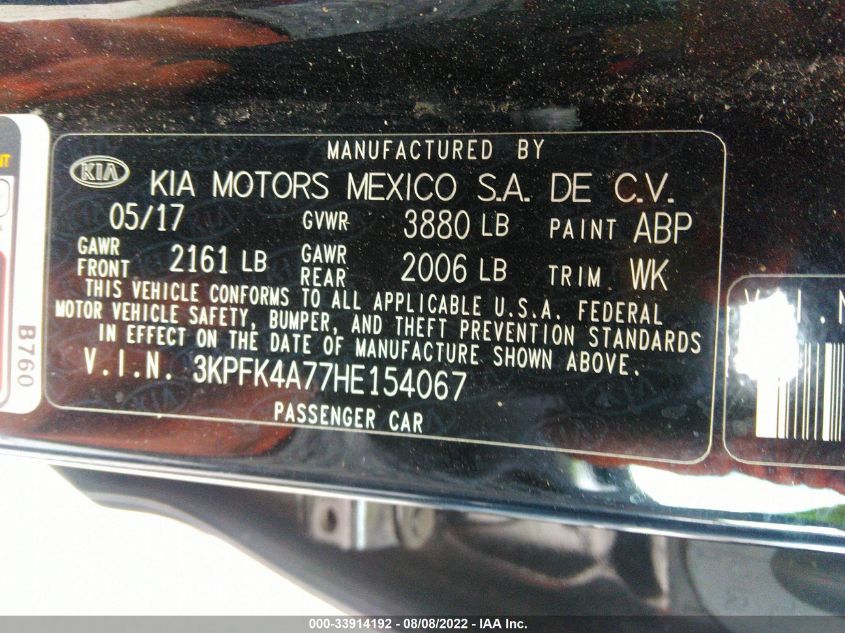 MANUFACTURED BY
KIA KIA MOTORS MEXICO S.A. DE C.V.
05/17 GVWR 3880 LB PAINT ABP
GAWR FRONT 2161 LB GAWR REAR 2006 LB TRIM WK
THIS VEHICLE CONFORMS TO ALL APPLICABLE U.S.A. FEDERAL
MOTOR VEHICLE SAFETY, BUMPER, AND THEFT PREVENTION STANDARDS
IN EFFECT ON THE DATE OF MANUFACTURE SHOWN ABOVE.
V.I.N. 3KPFK4A77HE154067
PASSENGER CAR
B760
V.I.N
000-33914192 - 08/08/2022 - IAA Inc.